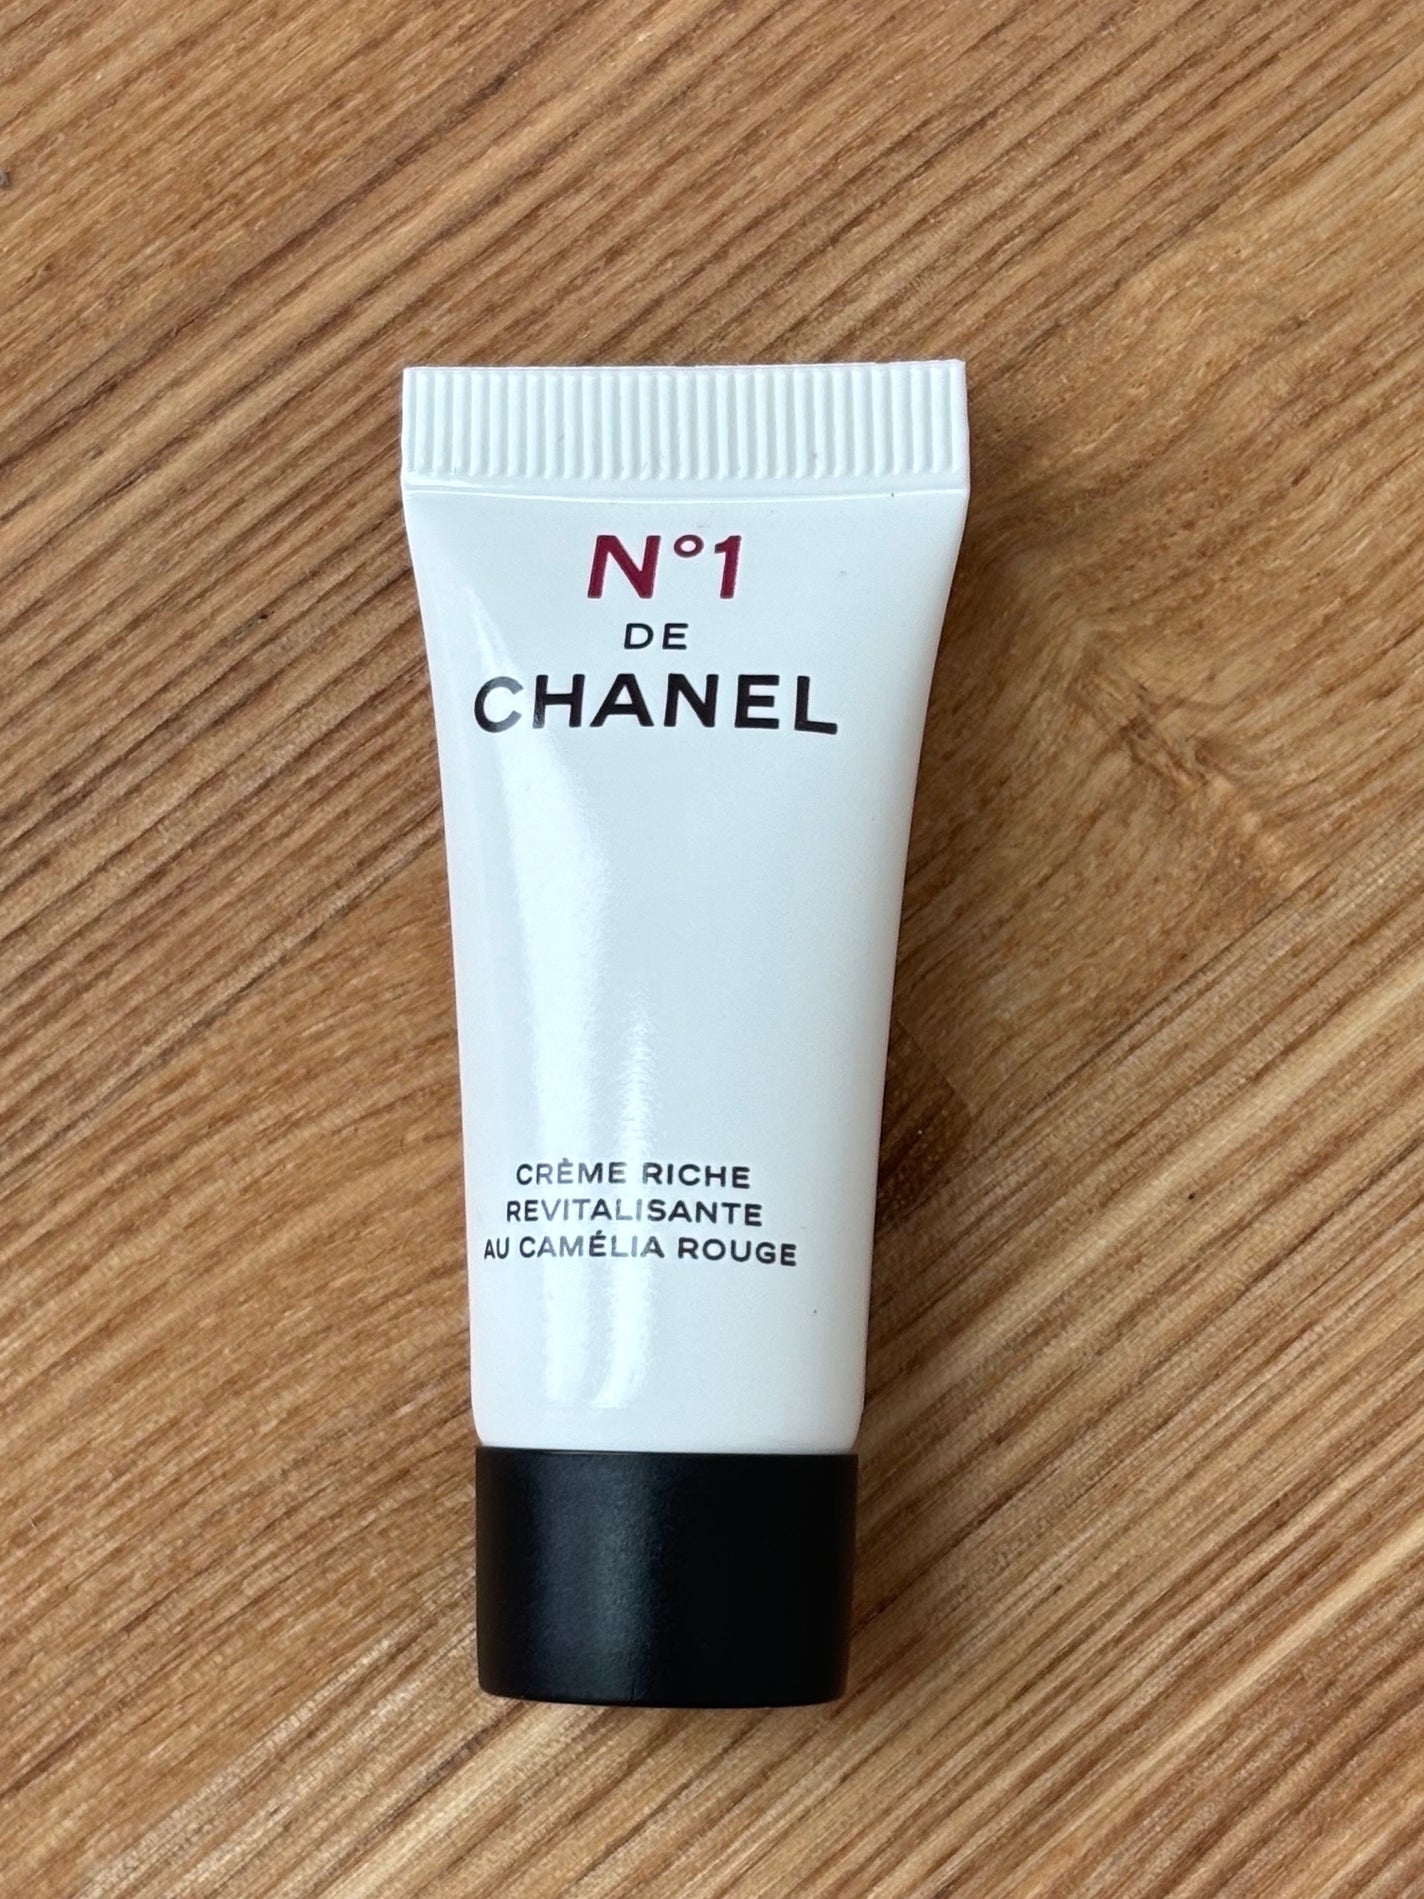 N°1
DE
CHANEL
CRÈME RICHE
REVITALISANTE
AU CAMÉLIA ROUGE